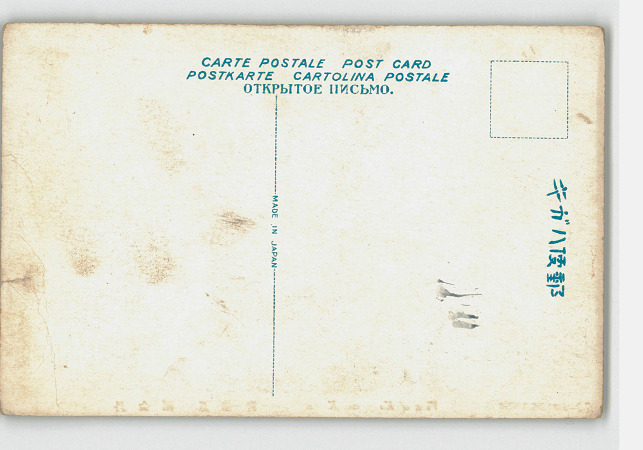 CARTE POSTALE POST CARD
POSTKARTE CARTOLINA POSTALE
ОТКРЫТОЕ ПИСЬМО.
MADE IN JAPAN
キガハ便郵